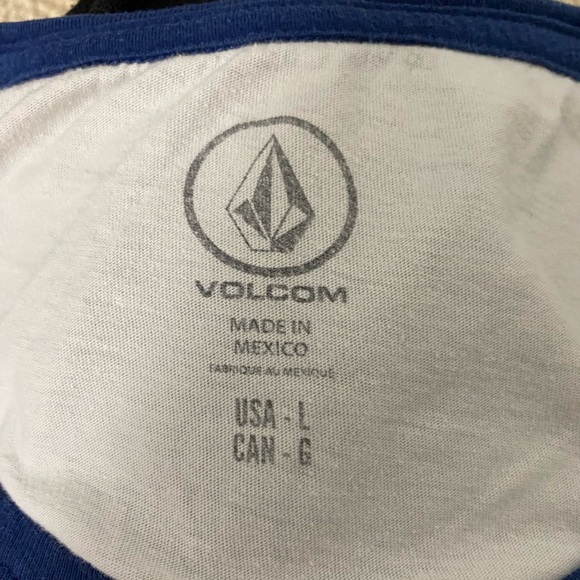 VOLCOM
MADE IN
MEXICO
FABRIQUE AU MEXIQUE
USA - L
CAN - G